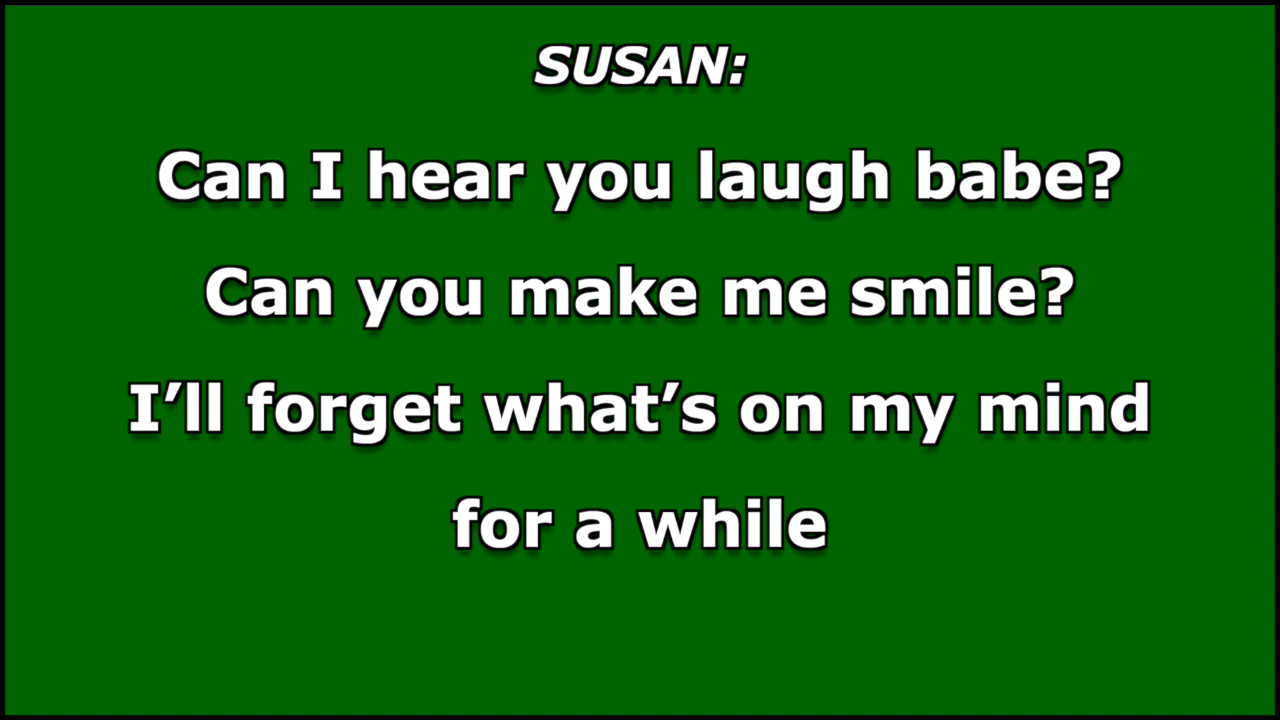 SUSAN:
Can I hear you laugh babe?
Can you make me smile?
I’ll forget what’s on my mind
for a while